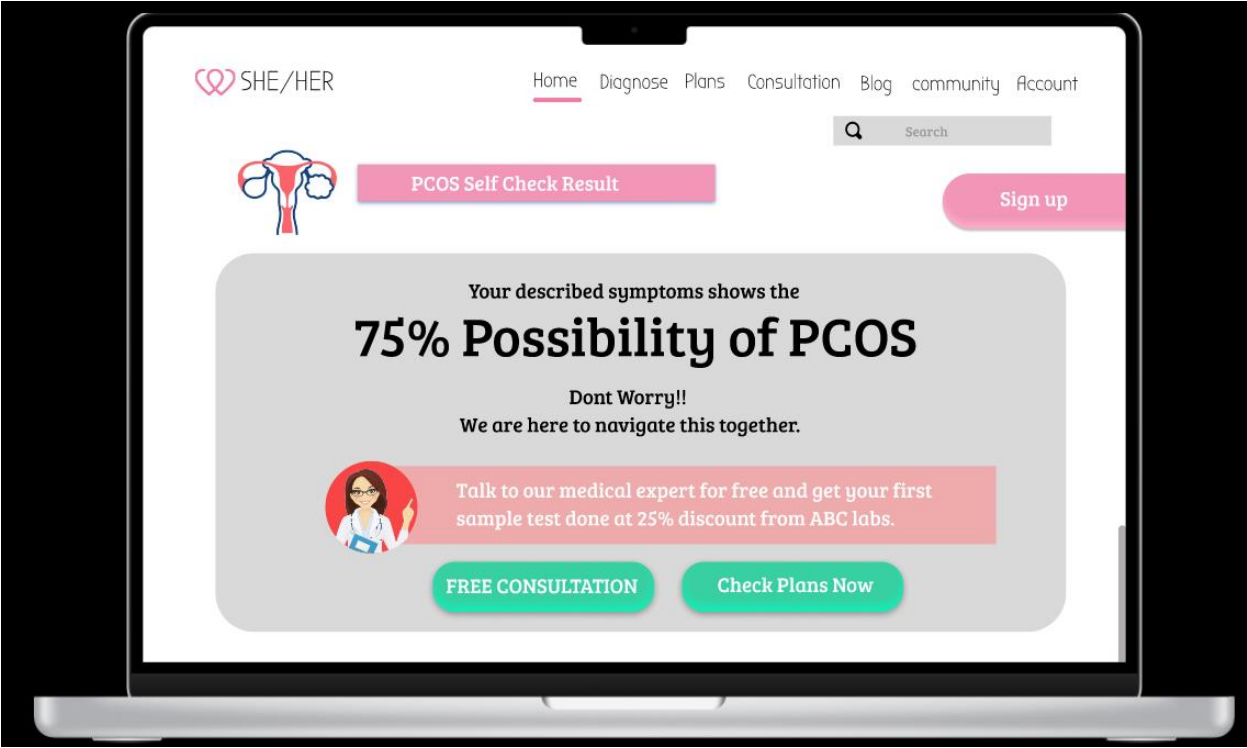 SHE/HER
Home Diagnose Plans Consultation Blog community Account
Search
PCOS Self Check Result
Sign up
Your described symptoms shows the
75% Possibility of PCOS
Dont Worry!!
We are here to navigate this together.
Talk to our medical expert for free and get your first
sample test done at 25% discount from ABC labs.
FREE CONSULTATION
Check Plans Now